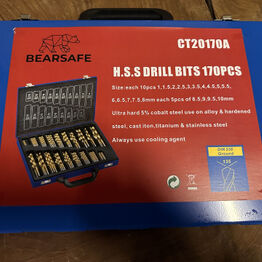 BEARSAFE
CT20170A
H.S.S DRILL BITS 170PCS
Size:each 10pcs 1,1.5,2,2.5,3,3.5,4,4.5,5,5.5,
6,6.5,7,7.5,8mm each 5pcs of 8.5,9,9.5,10mm
Ultra hard 5% cobalt steel use on alloy & hardened
steel, cast iton,titanium & stainless steel
Always use cooling agent
DIN 338
Ground
135